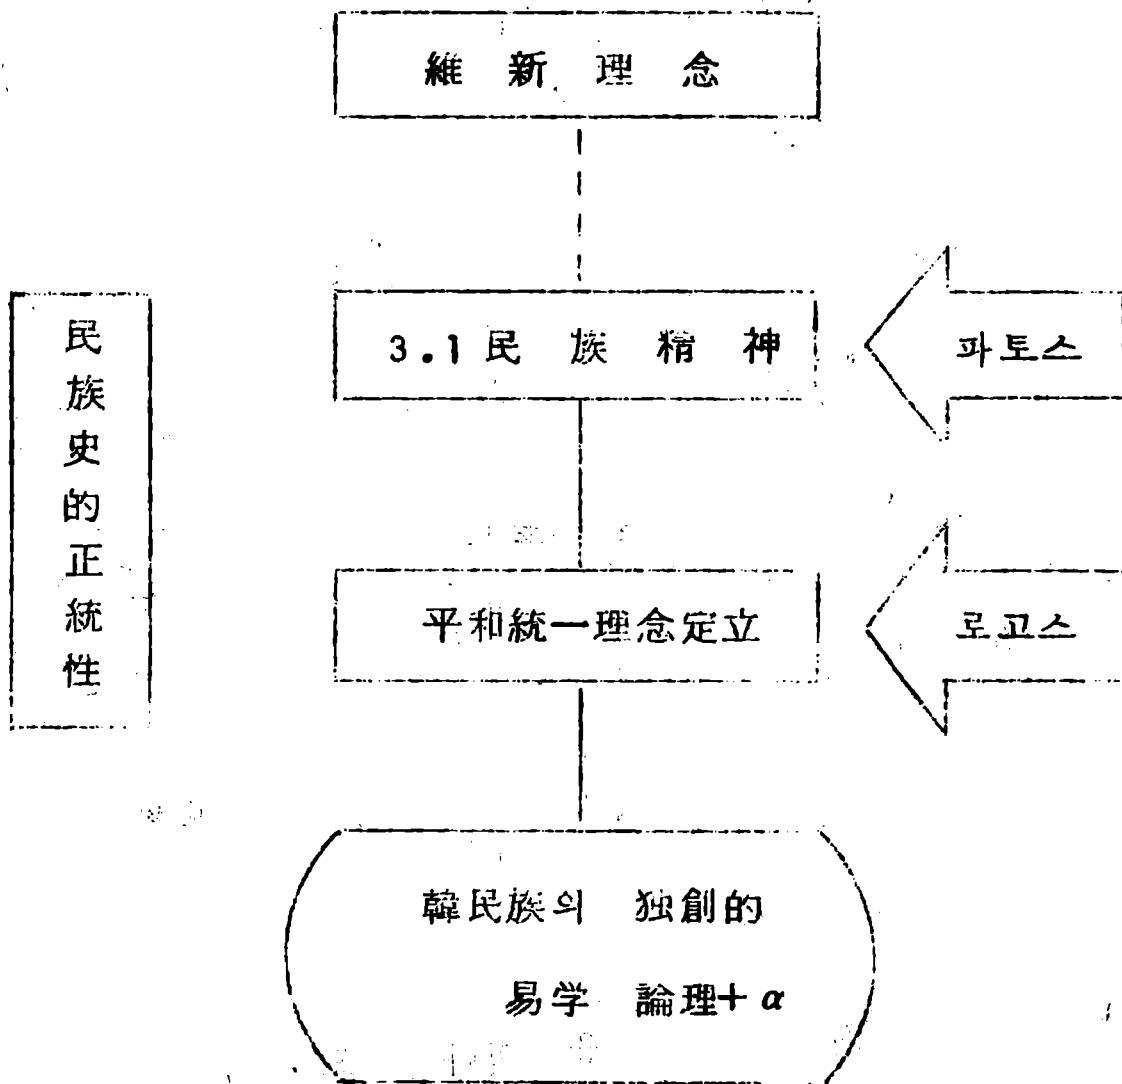 維新理念
民族史的正統性
3.1民族精神
파토스
平和統一理念定立
로고스
韓民族의 独創的
易学 論理+α